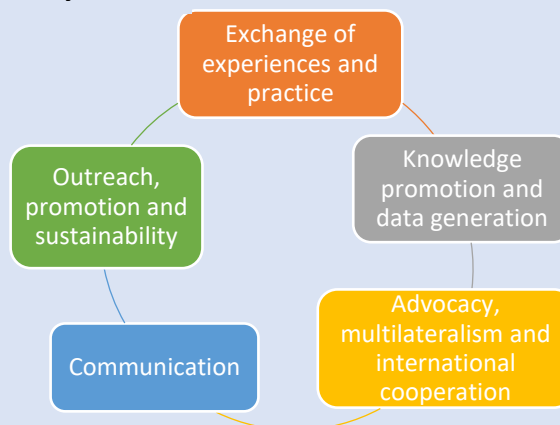 Exchange of
experiences and
practice
Knowledge
promotion and
data generation
Advocacy,
multilateralism and
international
cooperation
Communication
Outreach,
promotion and
sustainability